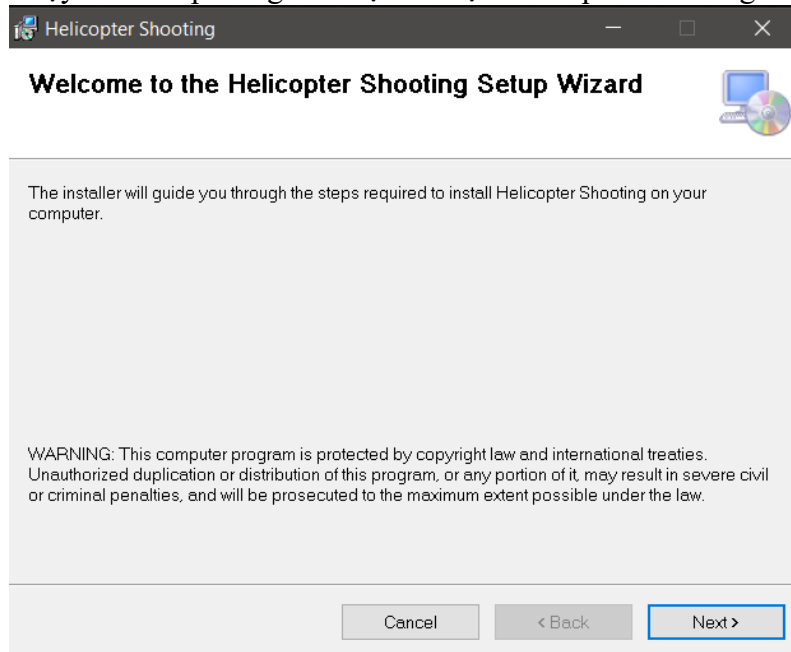 Helicopter Shooting
Welcome to the Helicopter Shooting Setup Wizard
The installer will guide you through the steps required to install Helicopter Shooting on your
computer.
WARNING: This computer program is protected by copyright law and international treaties.
Unauthorized duplication or distribution of this program, or any portion of it, may result in severe civil
or criminal penalties, and will be prosecuted to the maximum extent possible under the law.
Cancel
< Back
Next >